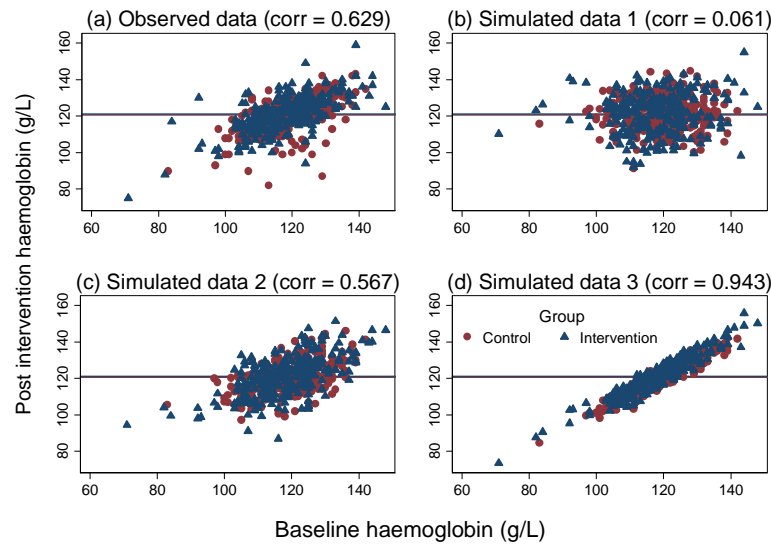 (a) Observed data (corr = 0.629)
(b) Simulated data 1 (corr = 0.061)
160
140
120
100
80
60 80 100 120 140
160
140
120
100
80
60 80 100 120 140
(c) Simulated data 2 (corr = 0.567)
(d) Simulated data 3 (corr = 0.943)
160
140
120
100
80
60 80 100 120 140
160
140
120
100
80
60 80 100 120 140
Group
Control Intervention
Post intervention haemoglobin (g/L)
Baseline haemoglobin (g/L)